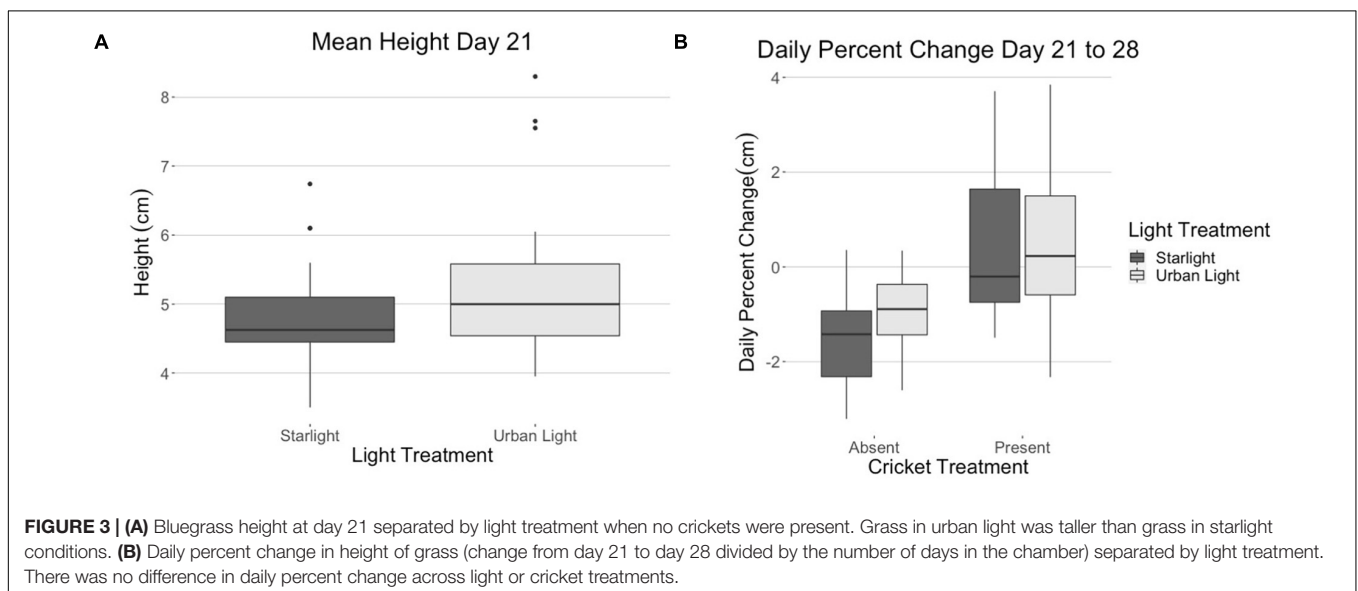 A
Mean Height Day 21
8
7
6
5
4
Height (cm)
Starlight
Urban Light
Light Treatment
B
Daily Percent Change Day 21 to 28
4
2
0
-2
Daily Percent Change(cm)
Absent
Present
Cricket Treatment
Light Treatment
Starlight
Urban Light
FIGURE 3 | (A) Bluegrass height at day 21 separated by light treatment when no crickets were present. Grass in urban light was taller than grass in starlight
conditions. (B) Daily percent change in height of grass (change from day 21 to day 28 divided by the number of days in the chamber) separated by light treatment.
There was no difference in daily percent change across light or cricket treatments.